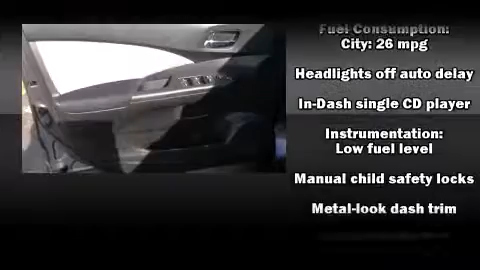 Fuel Consumption:
City: 26 mpg
Headlights off auto delay
In-Dash single CD player
Instrumentation:
Low fuel level
Manual child safety locks
Metal-look dash trim